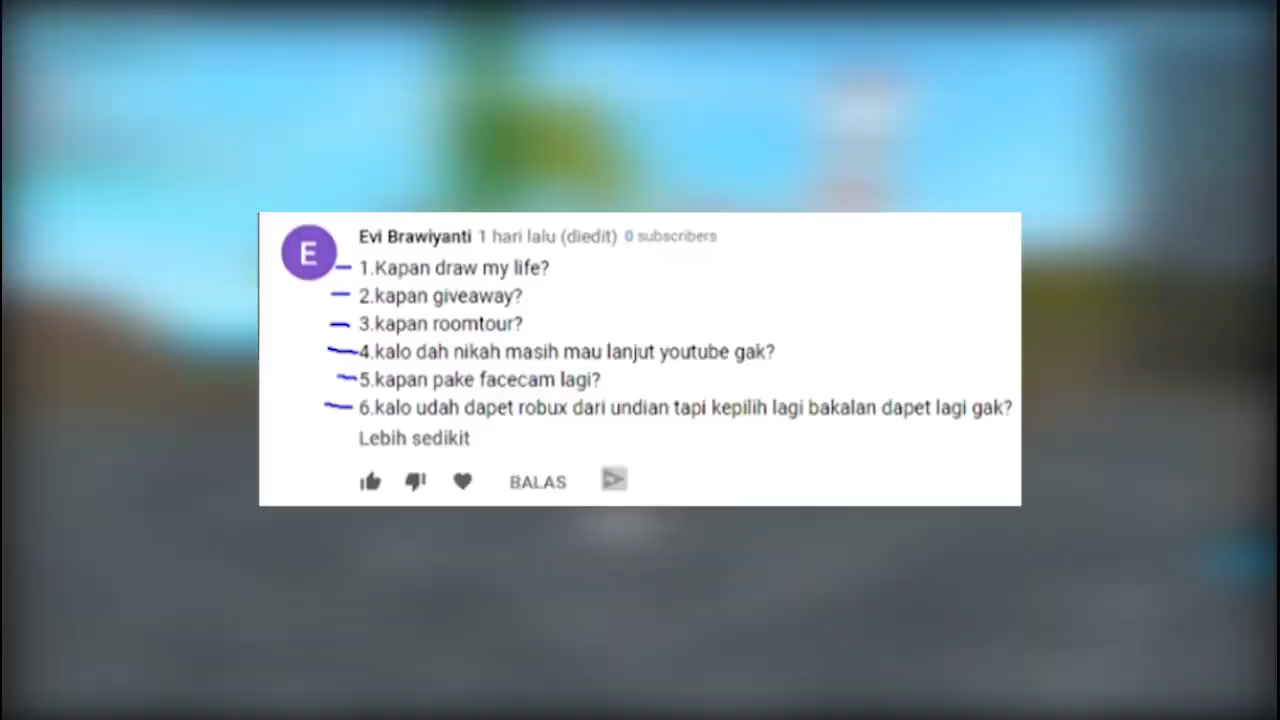 E
Evi Brawiyanti 1 hari lalu (diedit) 0 subscribers
1.Kapan draw my life?
2.kapan giveaway?
3.kapan roomtour?
4.kalo dah nikah masih mau lanjut youtube gak?
5.kapan pake facecam lagi?
6.kalo udah dapet robux dari undian tapi kepilih lagi bakalan dapet lagi gak?
Lebih sedikit
BALAS